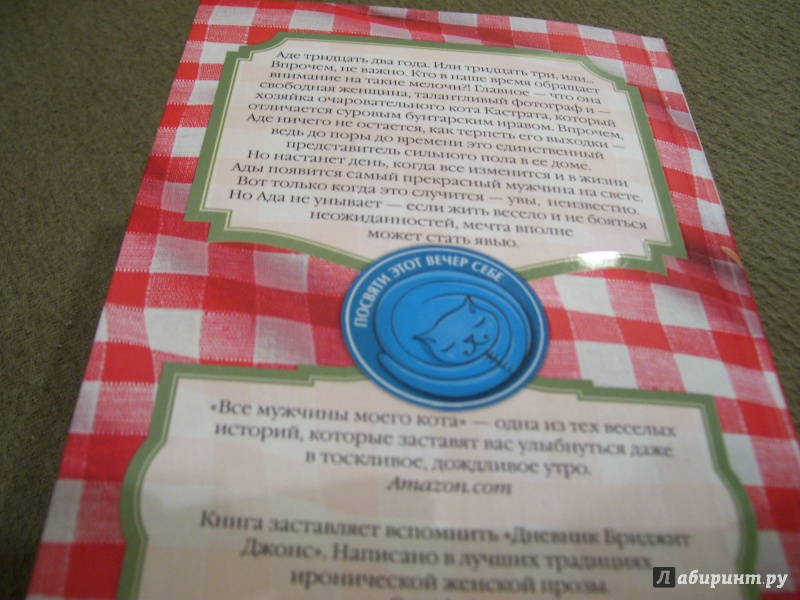 Аде тридцать два года. Или тридцать три, или...
Впрочем, не важно. Кто в наше время обращает
внимание на такие мелочи?! Главное — что она
свободная женщина, талантливый фотограф и —
хозяйка очаровательного кота Кастрата, который
отличается суровым бунтарским нравом. Впрочем,
Аде ничего не остается, как терпеть его выходки —
ведь до поры до времени это единственный
представитель сильного пола в ее доме.
Но настанет день, когда все изменится и в жизни
Ады появится самый прекрасный мужчина на свете.
Вот только когда это случится — увы, неизвестно.
Но Ада не унывает — если жить весело и не бояться
неожиданностей, мечта вполне
может стать явью.
ПОСВЯТИ ЭТОТ ВЕЧЕР СЕБЕ
«Все мужчины моего кота» — одна из тех веселых
историй, которые заставят вас улыбнуться даже
в тоскливое, дождливое утро.
Amazon.com
Книга заставляет вспомнить «Дневник Бриджит
Джонс». Написано в лучших традициях
иронической женской прозы.
Лабиринт.ру